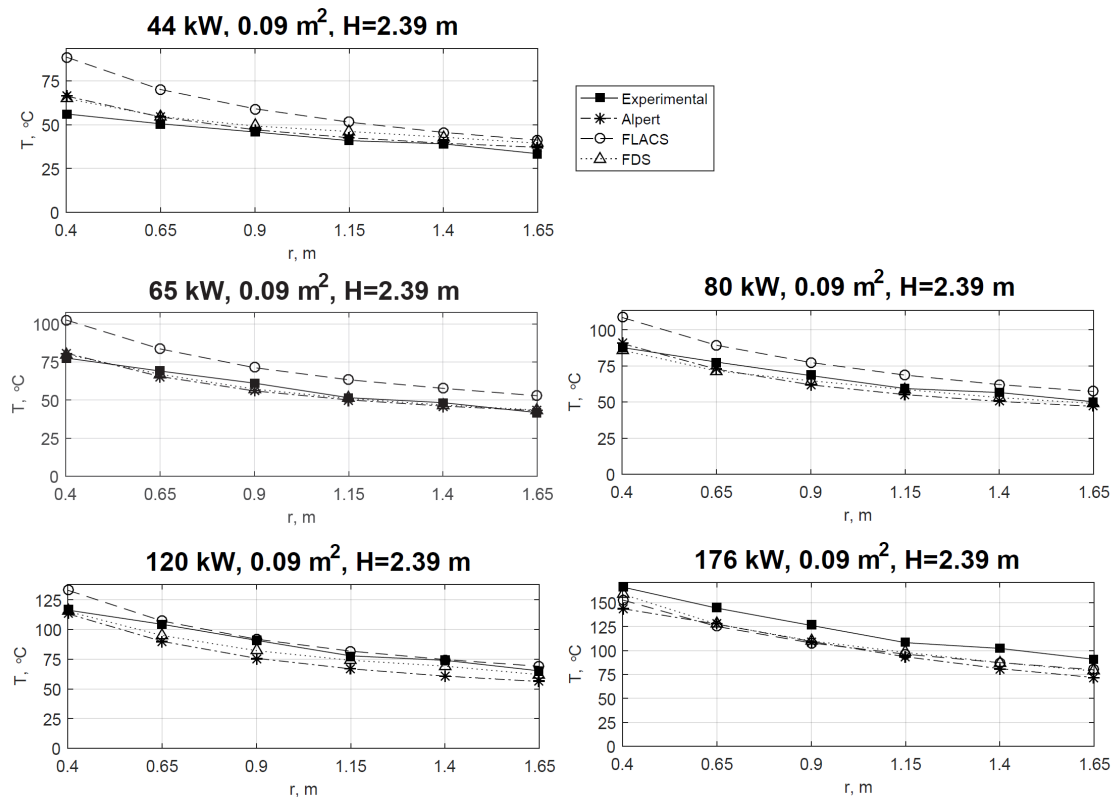 44 kW, 0.09 m², H=2.39 m
75
50
25
0
T, °C
0.4 0.65 0.9 1.15 1.4 1.65
r, m
Experimental
Alpert
FLACS
FDS
65 kW, 0.09 m², H=2.39 m
100
75
50
25
0
T, °C
0.4 0.65 0.9 1.15 1.4 1.65
r, m
80 kW, 0.09 m², H=2.39 m
100
75
50
25
0
T, °C
0.4 0.65 0.9 1.15 1.4 1.65
r, m
120 kW, 0.09 m², H=2.39 m
125
100
75
50
25
0
T, °C
0.4 0.65 0.9 1.15 1.4 1.65
r, m
176 kW, 0.09 m², H=2.39 m
150
125
100
75
50
25
0
T, °C
0.4 0.65 0.9 1.15 1.4 1.65
r, m